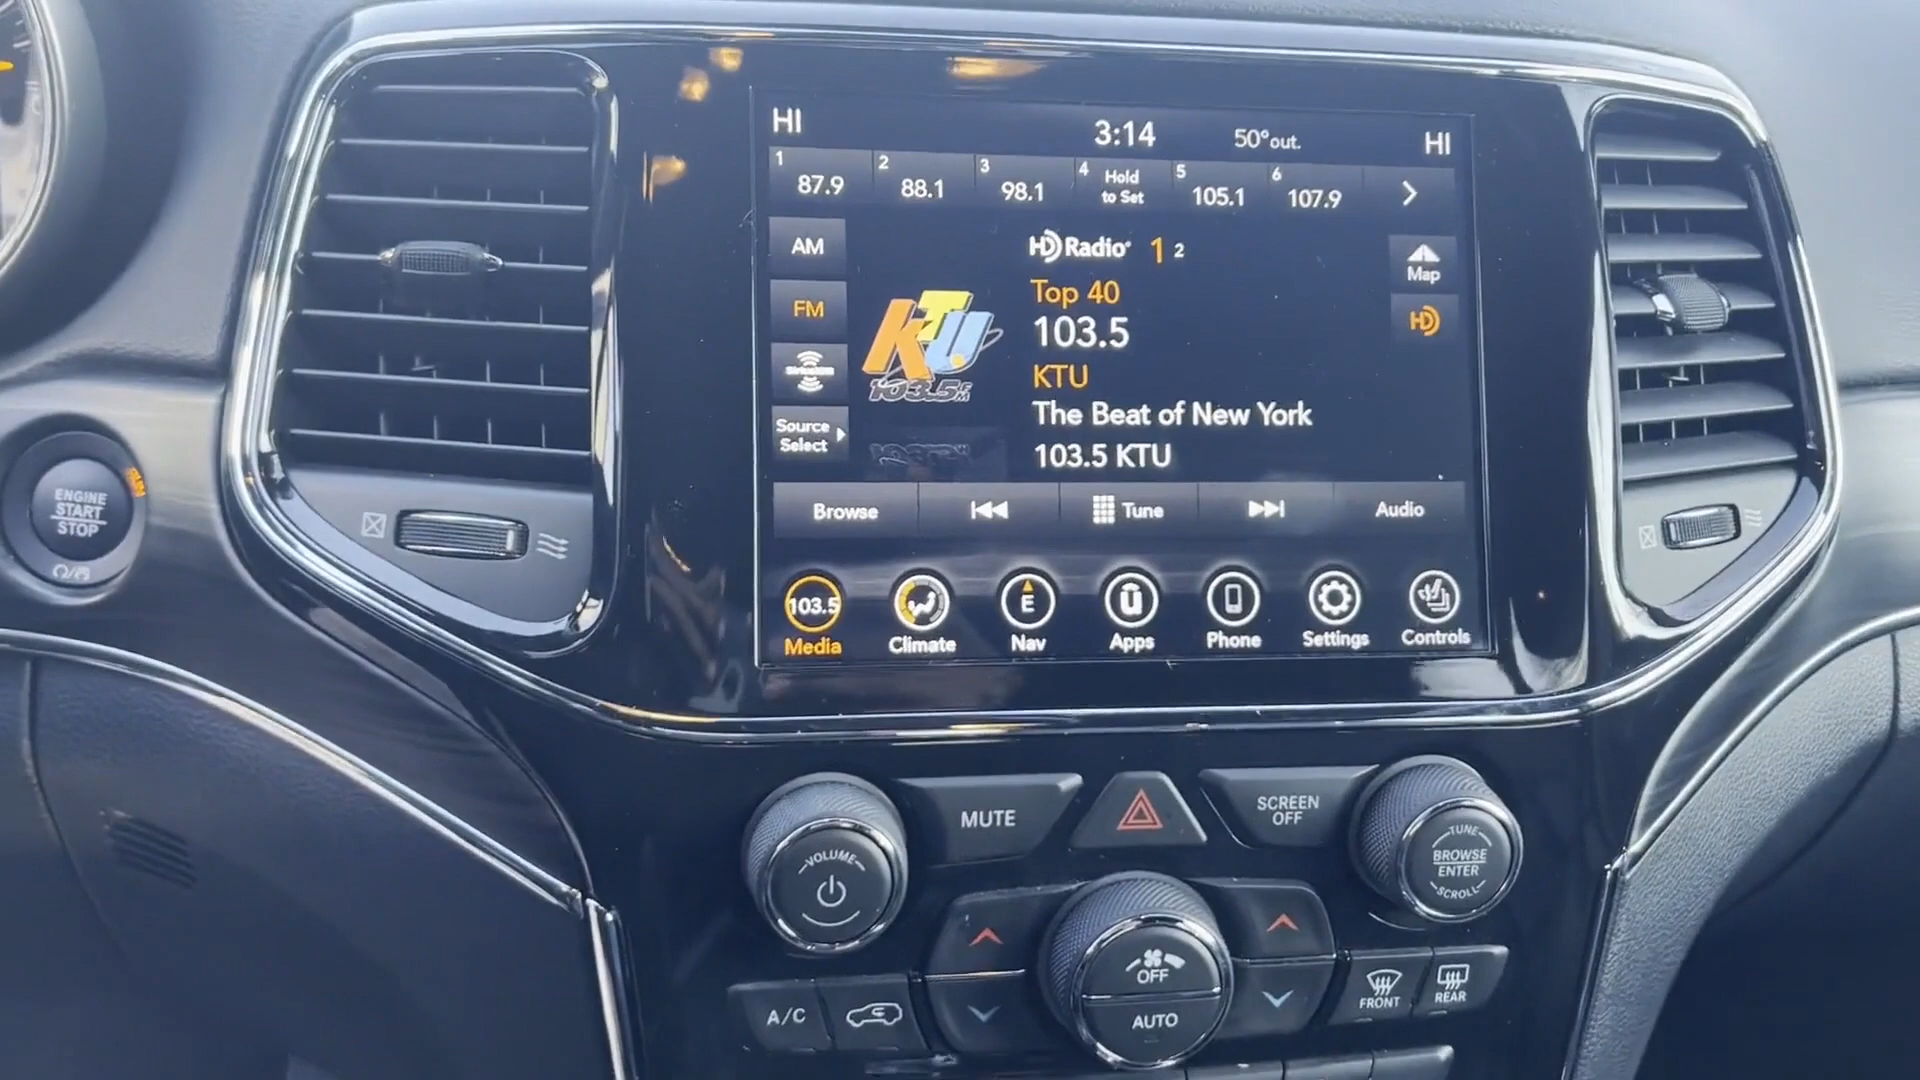 HI
3:14
50° out.
HI
1 87.9
2 88.1
3 98.1
4 Hold to Set
5 105.1
6 107.9
AM
HD Radio 1 2
Map
Top 40
FM
103.5
HD
KTU
KTU
103.5 FM
SiriusXM
The Beat of New York
Source
Select
103.5 KTU
Browse
Tune
Audio
103.5
E
Media
Climate
Nav
Apps
Phone
Settings
Controls
ENGINE
START
STOP
MUTE
SCREEN
OFF
VOLUME
TUNE
BROWSE
ENTER
SCROLL
OFF
AUTO
A/C
FRONT
REAR